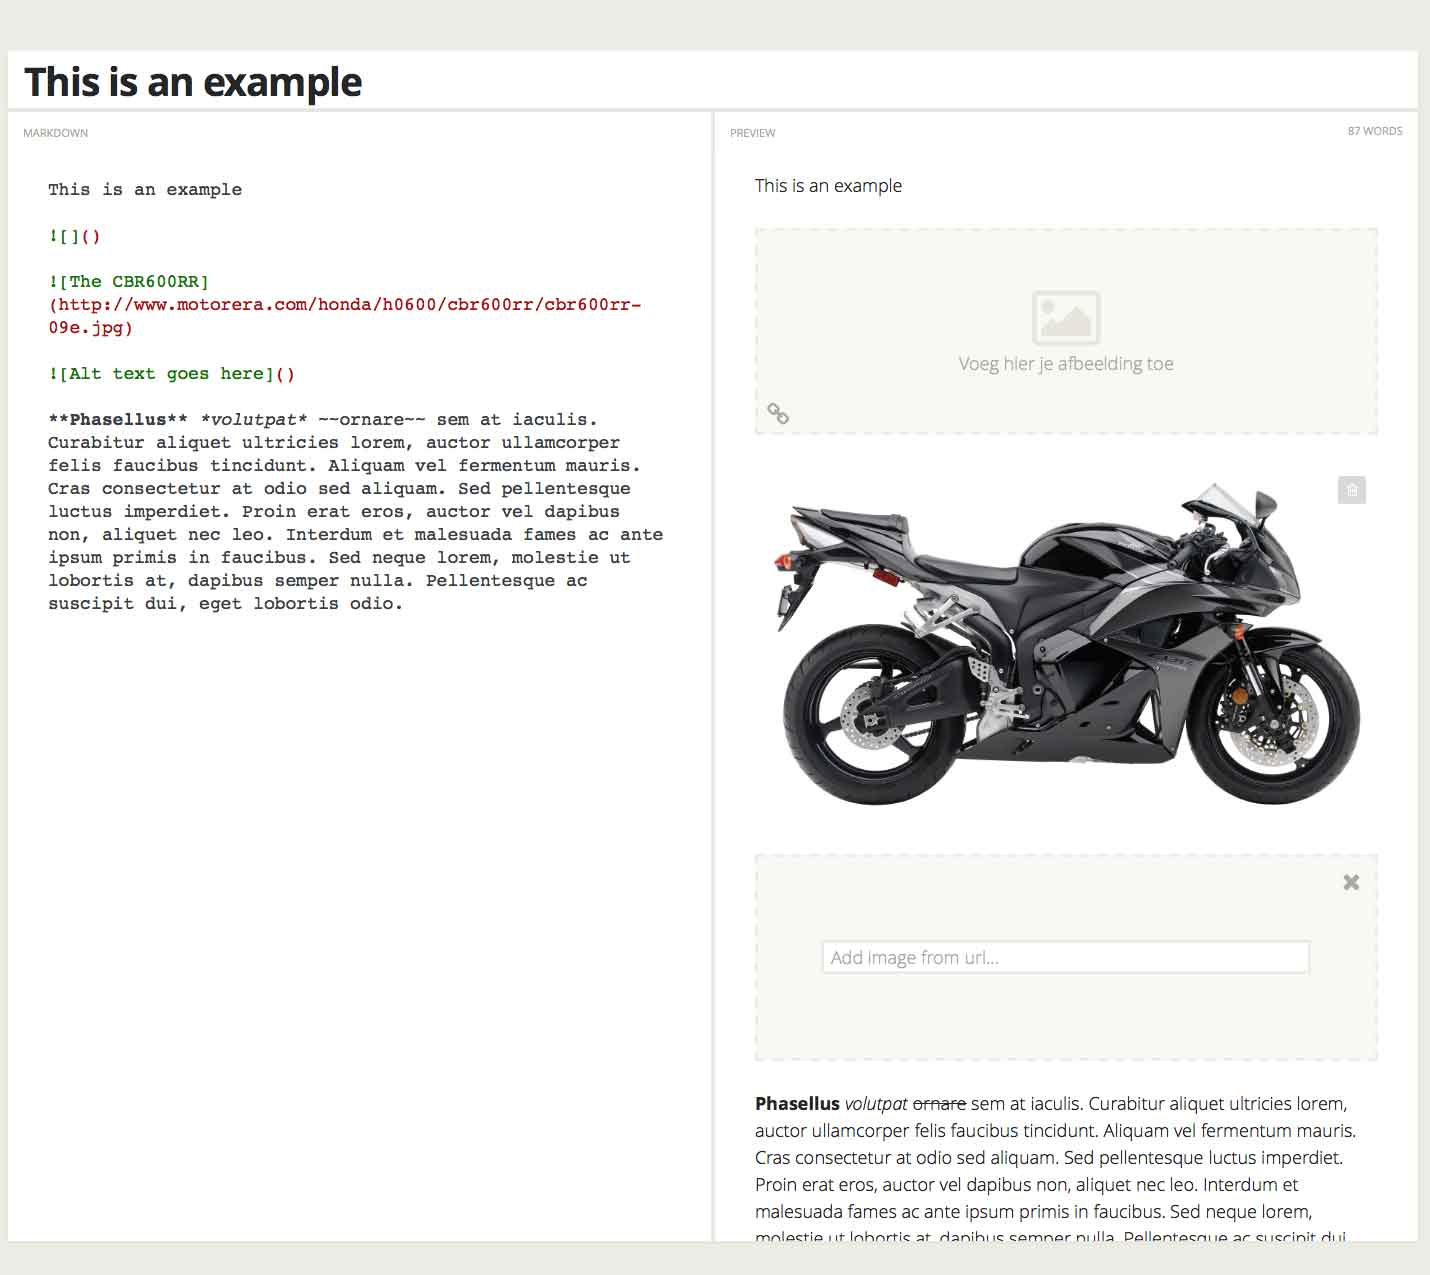 This is an example
MARKDOWN
This is an example
![]()
![The CBR600RR]
(http://www.motorera.com/honda/h0600/cbr600rr/cbr600rr-
09e.jpg)
![Alt text goes here]()
**Phasellus** *volutpat* ~~ornare~~ sem at iaculis.
Curabitur aliquet ultricies lorem, auctor ullamcorper
felis faucibus tincidunt. Aliquam vel fermentum mauris.
Cras consectetur at odio sed aliquam. Sed pellentesque
luctus imperdiet. Proin erat eros, auctor vel dapibus
non, aliquet nec leo. Interdum et malesuada fames ac ante
ipsum primis in faucibus. Sed neque lorem, molestie ut
lobortis at, dapibus semper nulla. Pellentesque ac
suscipit dui, eget lobortis odio.
PREVIEW
87 WORDS
This is an example
Voeg hier je afbeelding toe
Add image from url...
Phasellus volutpat ornare sem at iaculis. Curabitur aliquet ultricies lorem,
auctor ullamcorper felis faucibus tincidunt. Aliquam vel fermentum mauris.
Cras consectetur at odio sed aliquam. Sed pellentesque luctus imperdiet.
Proin erat eros, auctor vel dapibus non, aliquet nec leo. Interdum et
malesuada fames ac ante ipsum primis in faucibus. Sed neque lorem,
molestie ut lobortis at, dapibus semper nulla. Pellentesque ac suscipit dui,